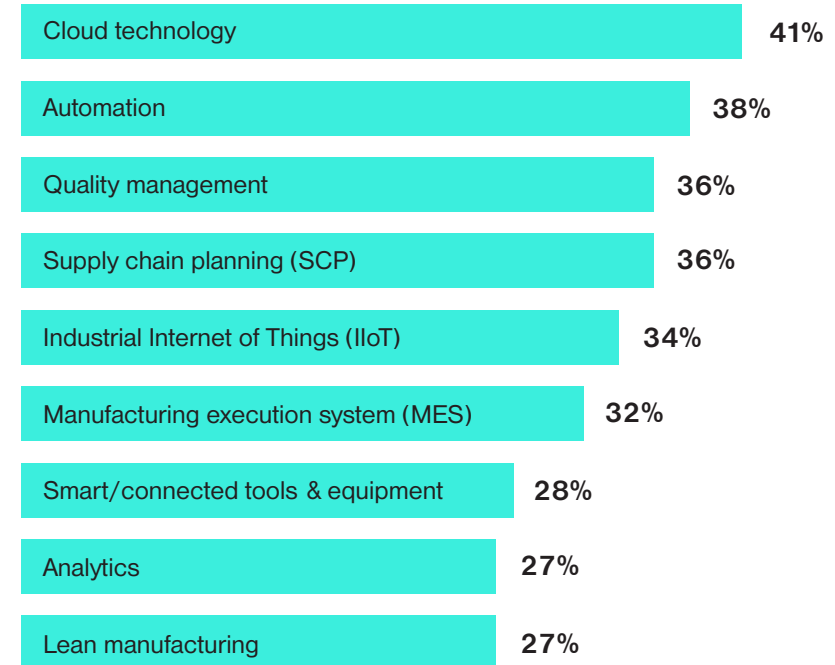 Cloud technology 41%
Automation 38%
Quality management 36%
Supply chain planning (SCP) 36%
Industrial Internet of Things (IIoT) 34%
Manufacturing execution system (MES) 32%
Smart/connected tools & equipment 28%
Analytics 27%
Lean manufacturing 27%